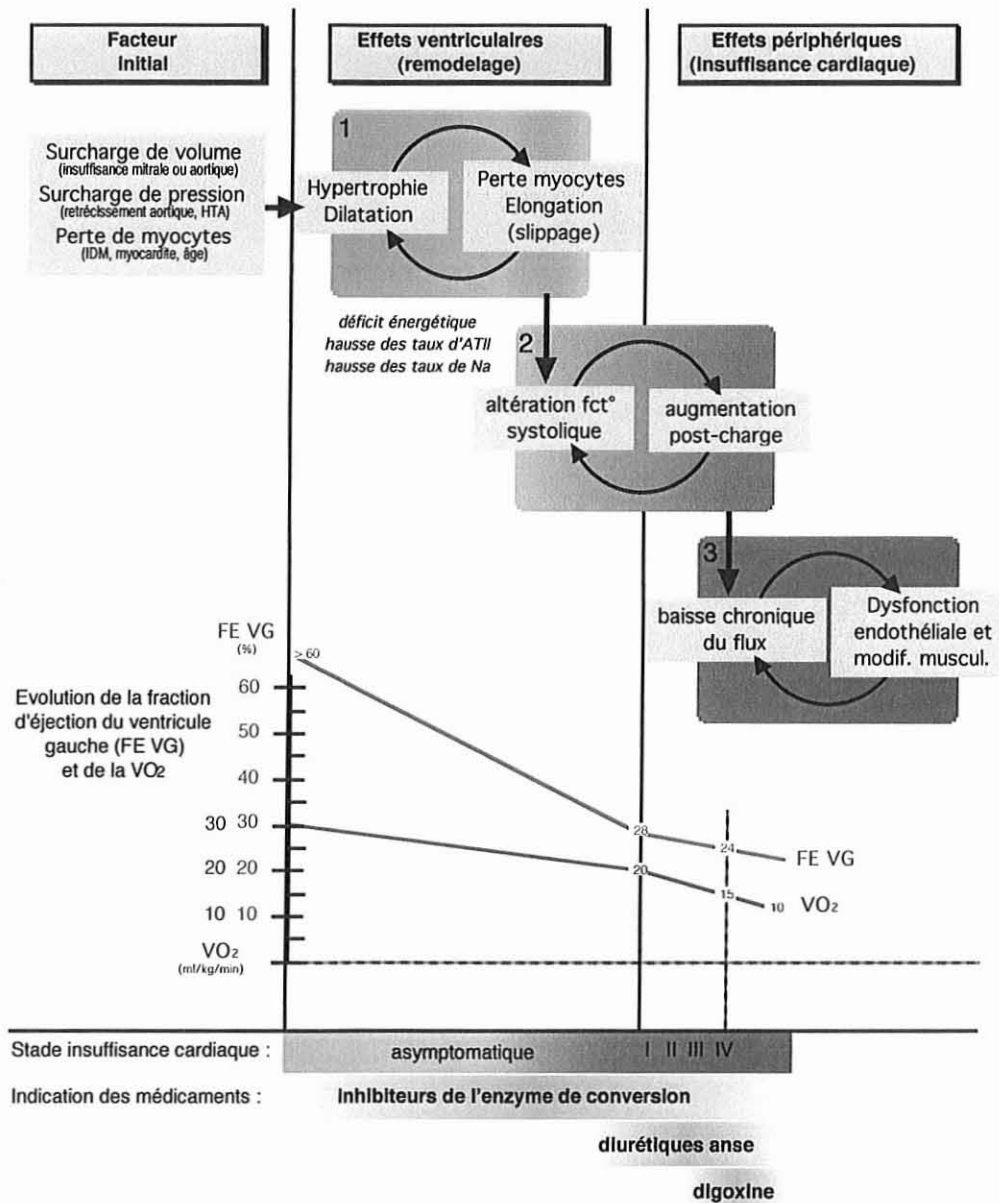 Facteur
initial
Effets ventriculaires
(remodelage)
Effets périphériques
(insuffisance cardiaque)
Surcharge de volume
(insuffisance mitrale ou aortique)
Surcharge de pression
(retrécissement aortique, HTA)
Perte de myocytes
(IDM, myocardite, âge)
1
Hypertrophie
Dilatation
Perte myocytes
Elongation
(slippage)
déficit énergétique
hausse des taux d'ATII
hausse des taux de Na
2
altération fct°
systolique
augmentation
post-charge
3
baisse chronique
du flux
Dysfonction
endothéliale et
modif. muscul.
FE VG
(%)
> 60
Evolution de la fraction
d'éjection du ventricule
gauche (FE VG)
et de la VO2
60
50
40
30 30
20 20
10 10
VO2
(ml/kg/min)
28
24
FE VG
20
15
10
VO2
Stade insuffisance cardiaque :
asymptomatique
I II III IV
Indication des médicaments :
Inhibiteurs de l'enzyme de conversion
diurétiques anse
digoxine